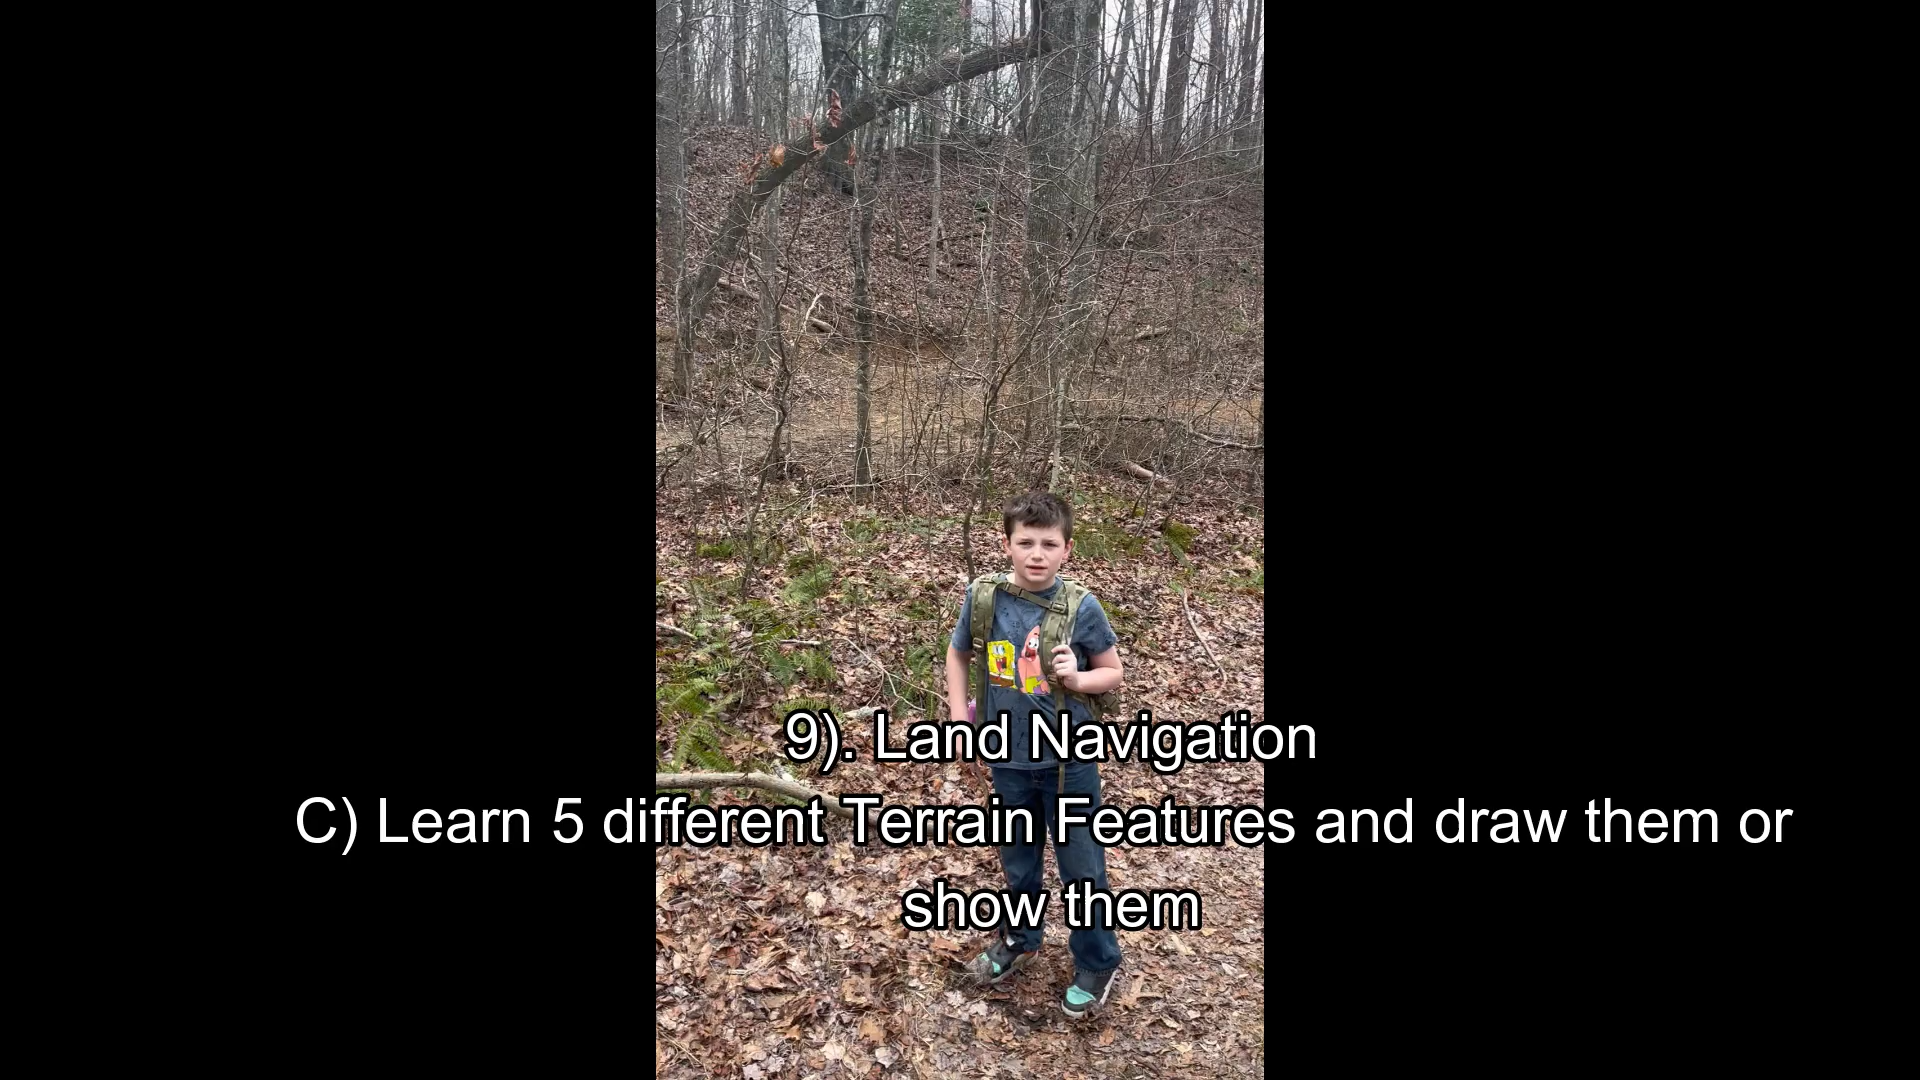 9). Land Navigation
C) Learn 5 different Terrain Features and draw them or
show them